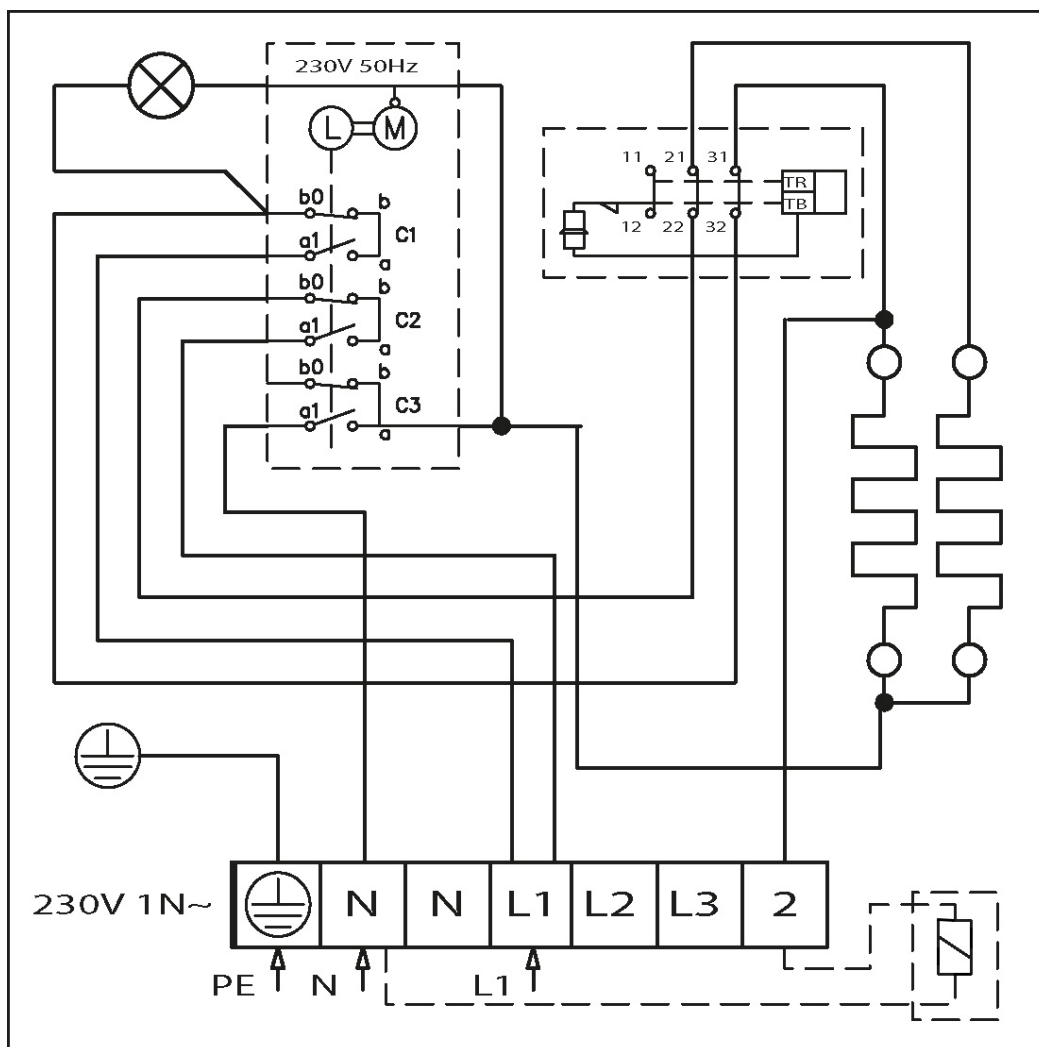 230V 50Hz
L M
11 21 31
TR
TB
12 22 32
b0 b
C1
a1 a
b0 b
C2
a1 a
b0 b
C3
a1 a
230V 1N~ N N L1 L2 L3 2
PE N L1